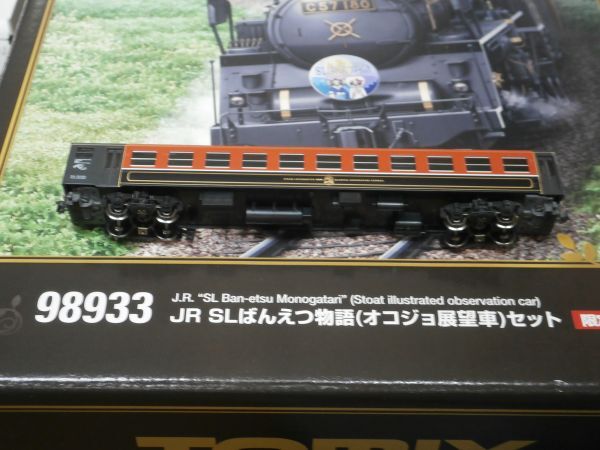 C57180
JR
98933
J.R. "SL Ban-etsu Monogatari" (Stoat illustrated observation car)
JR SLばんえつ物語(オコジョ展望車)セット
限
TOMIX